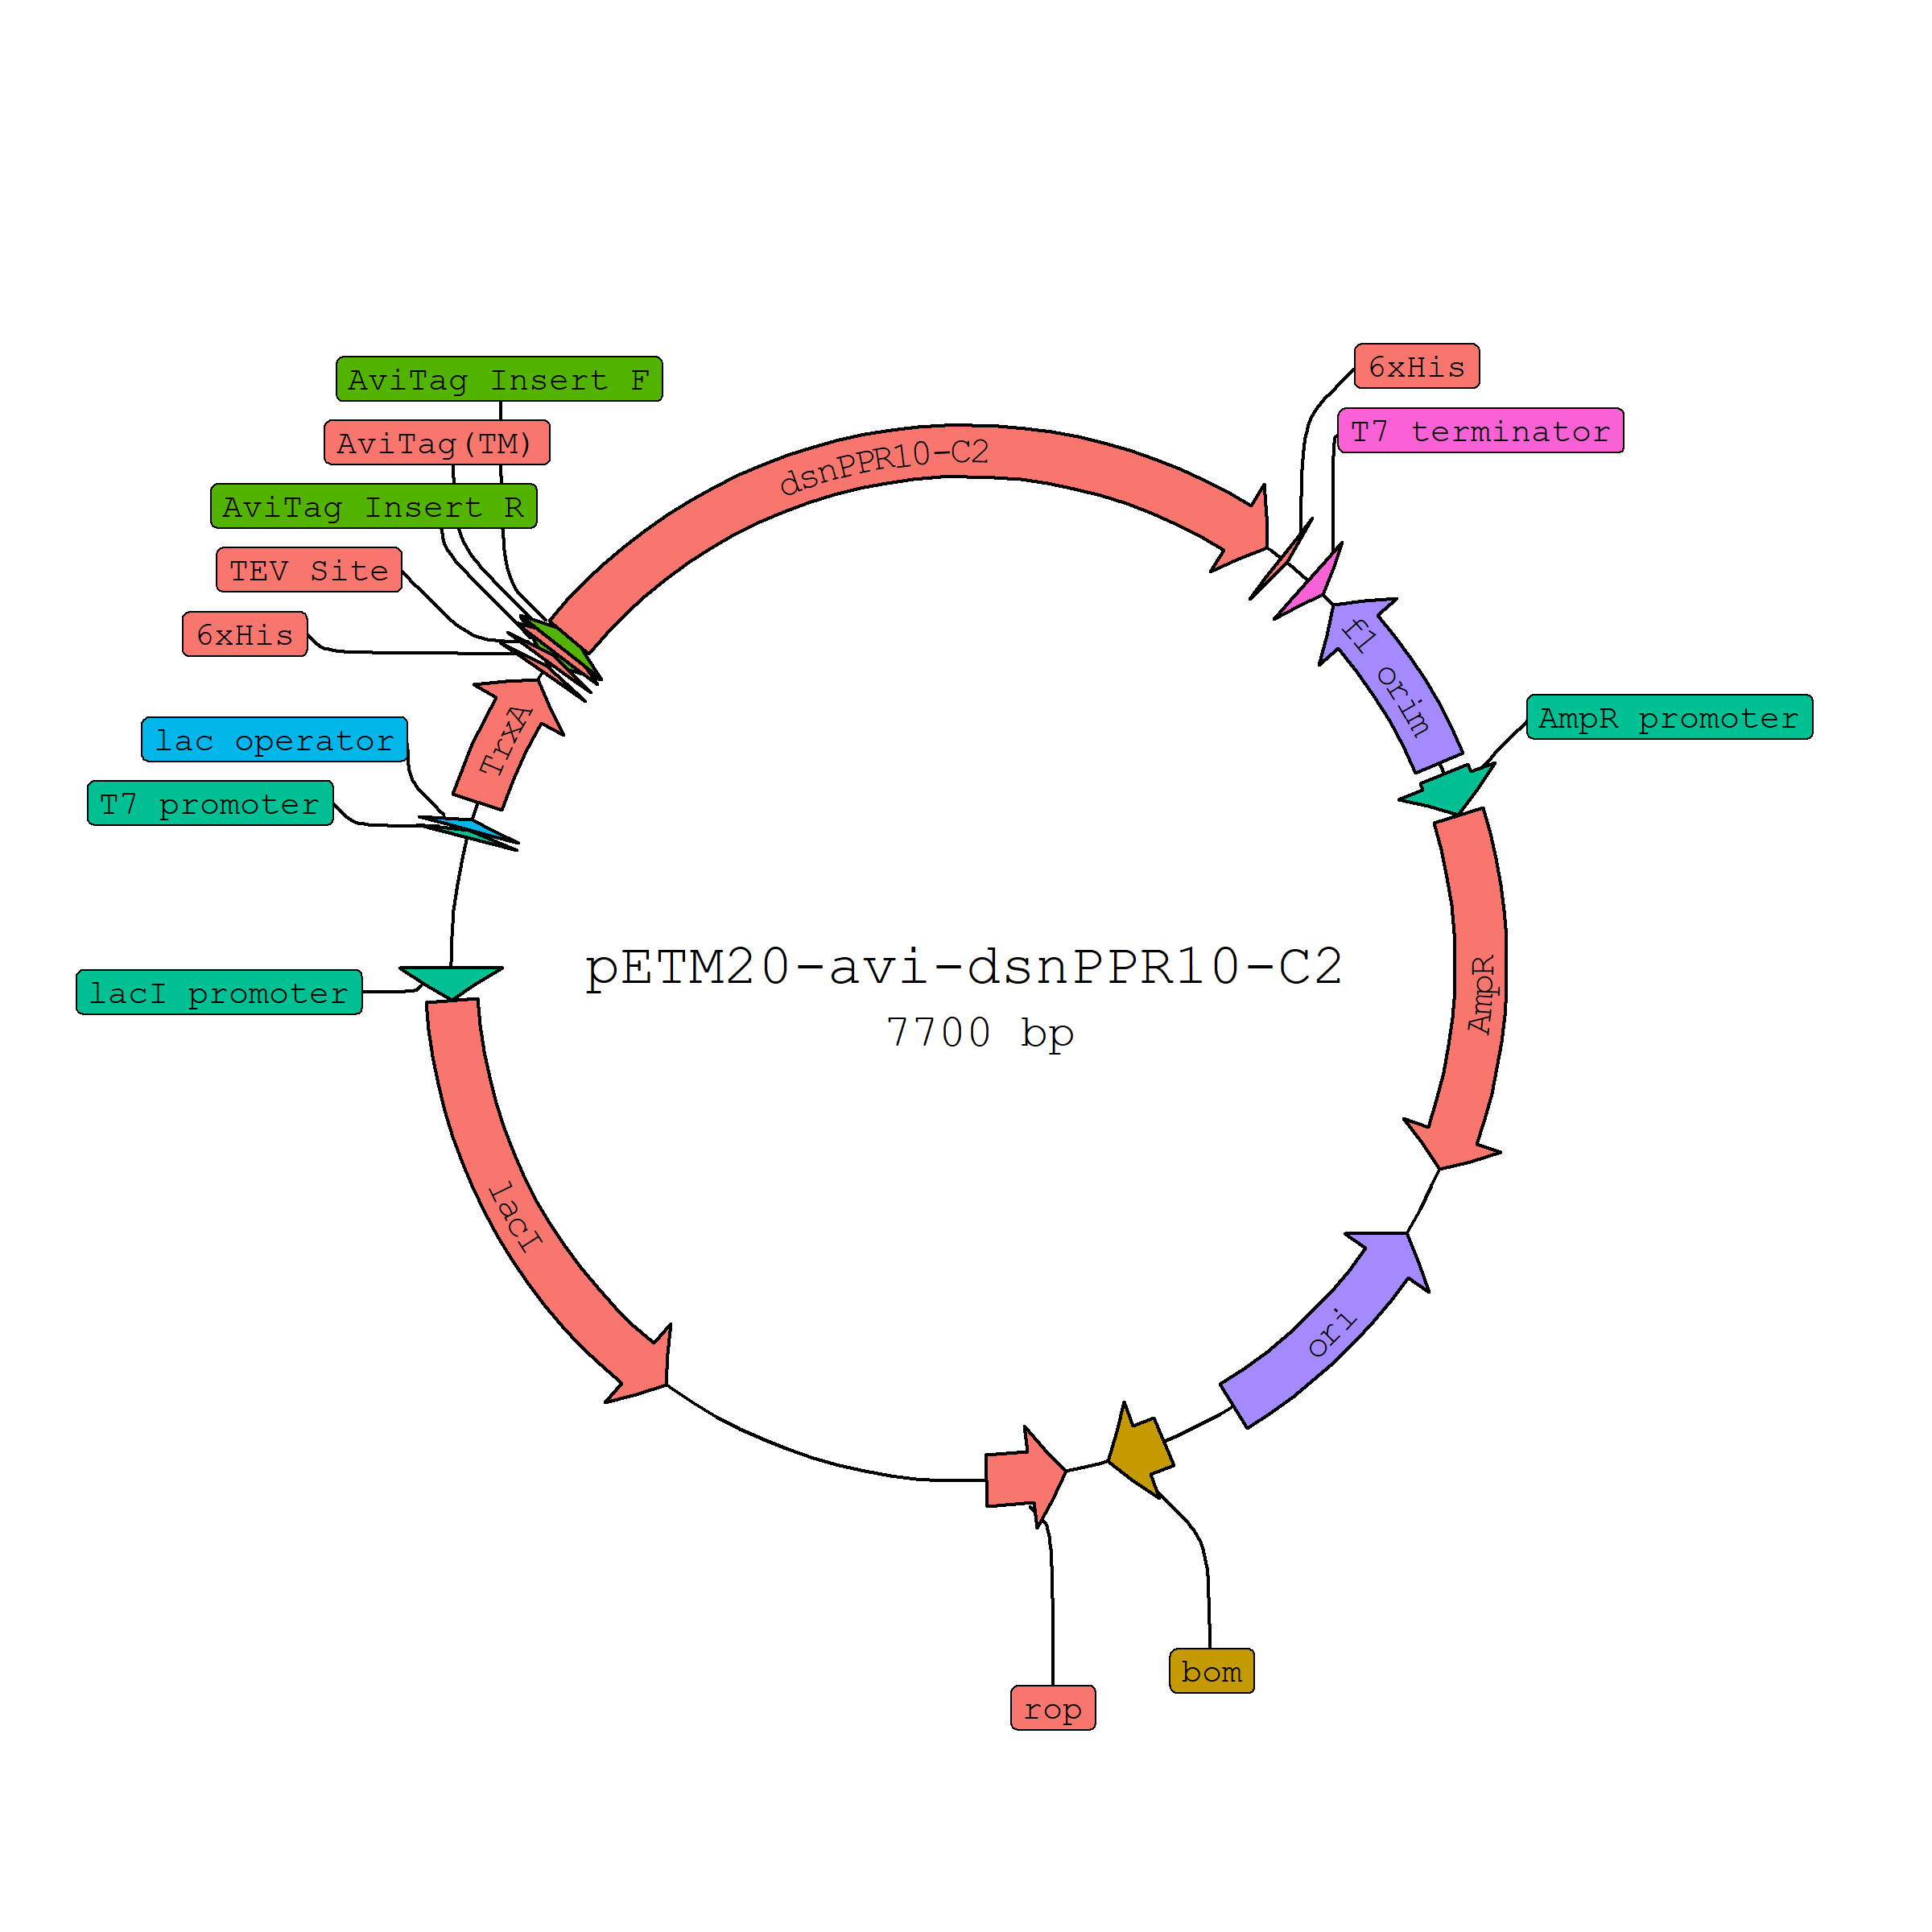 6xHis
AviTag Insert F
T7 terminator
AviTag(TM)
dsnPPR10-C2
AviTag Insert R
TEV Site
6xHis
f1 orim
AmpR promoter
TrxA
lac operator
T7 promoter
pETM20-avi-dsnPPR10-C2
lacI promoter
AmpR
7700 bp
lacI
ori
bom
rop